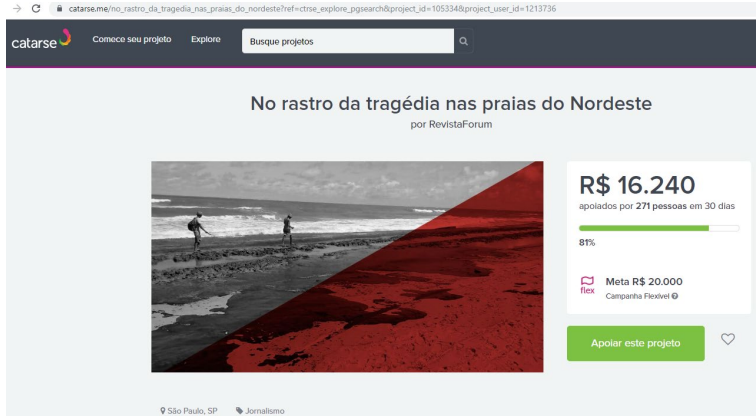 catarse.me/no_rastro_da_tragedia_nas_praias_do_nordeste?ref=ctrse_explore_pgsearch&project_id=105334&project_user_id=1213736
catarse Comece seu projeto Explore Busque projetos
No rastro da tragédia nas praias do Nordeste
por RevistaForum
R$ 16.240
apoiados por 271 pessoas em 30 dias
81%
flex
Meta R$ 20.000
Campanha Flexível
Apoiar este projeto
São Paulo, SP Jornalismo